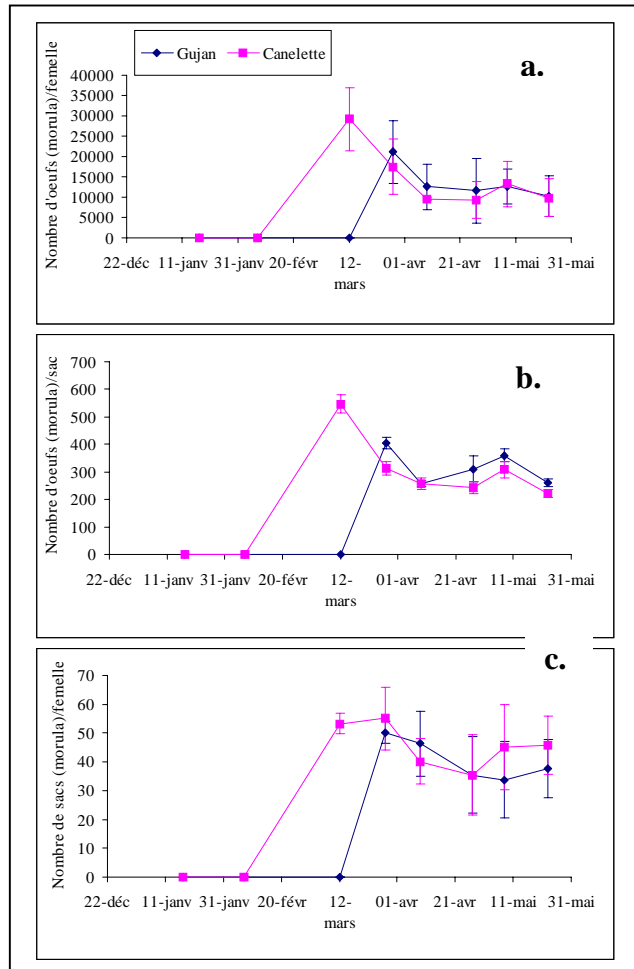 Gujan Canelette
a.
Nombre d'oeufs (morula)/femelle
40000
35000
30000
25000
20000
15000
10000
5000
0
22-déc 11-janv 31-janv 20-févr 12- 01-avr 21-avr 11-mai 31-mai
mars
b.
Nombre d'oeufs (morula)/sac
700
600
500
400
300
200
100
0
22-déc 11-janv 31-janv 20-févr 12- 01-avr 21-avr 11-mai 31-mai
mars
c.
Nombre de sacs (morula)/femelle
70
60
50
40
30
20
10
0
22-déc 11-janv 31-janv 20-févr 12- 01-avr 21-avr 11-mai 31-mai
mars